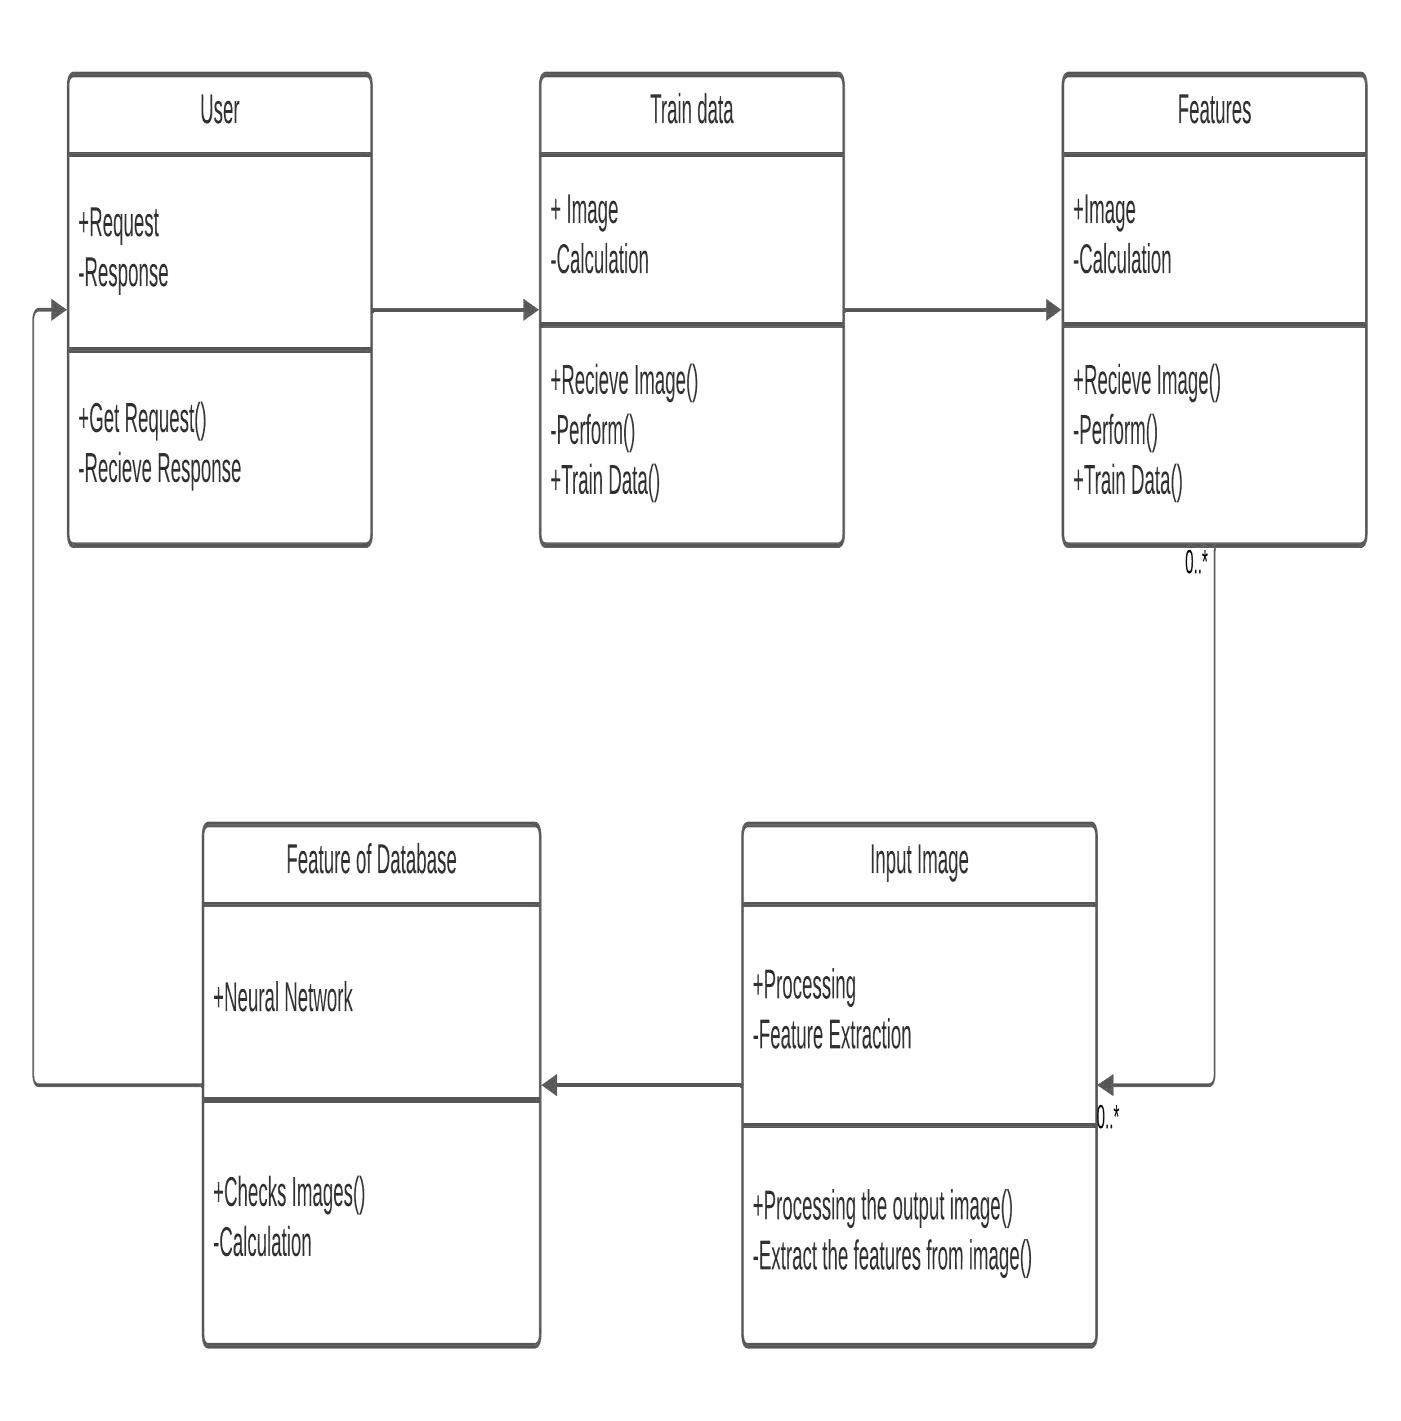 User
+Request
-Response
+Get Request()
-Recieve Response
Train data
+ Image
-Calculation
+Recieve Image()
-Perform()
+Train Data()
Features
+Image
-Calculation
+Recieve Image()
-Perform()
+Train Data()
0..*
Feature of Database
+Neural Network
+Checks Images()
-Calculation
Input Image
+Processing
-Feature Extraction
+Processing the output image()
-Extract the features from image()
0..*